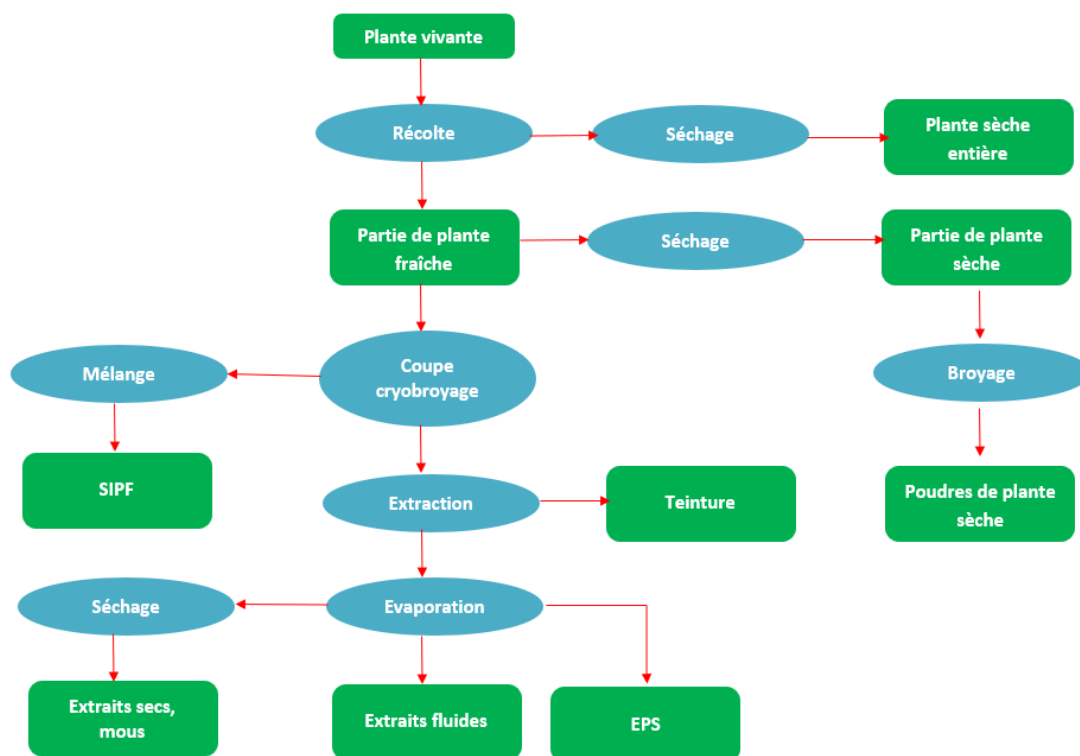 Plante vivante
Récolte
Séchage
Plante sèche
entière
Partie de plante
fraîche
Séchage
Partie de plante
sèche
Mélange
Coupe
cryobroyage
Broyage
SIPF
Extraction
Teinture
Poudres de plante
sèche
Séchage
Evaporation
Extraits secs,
mous
Extraits fluides
EPS